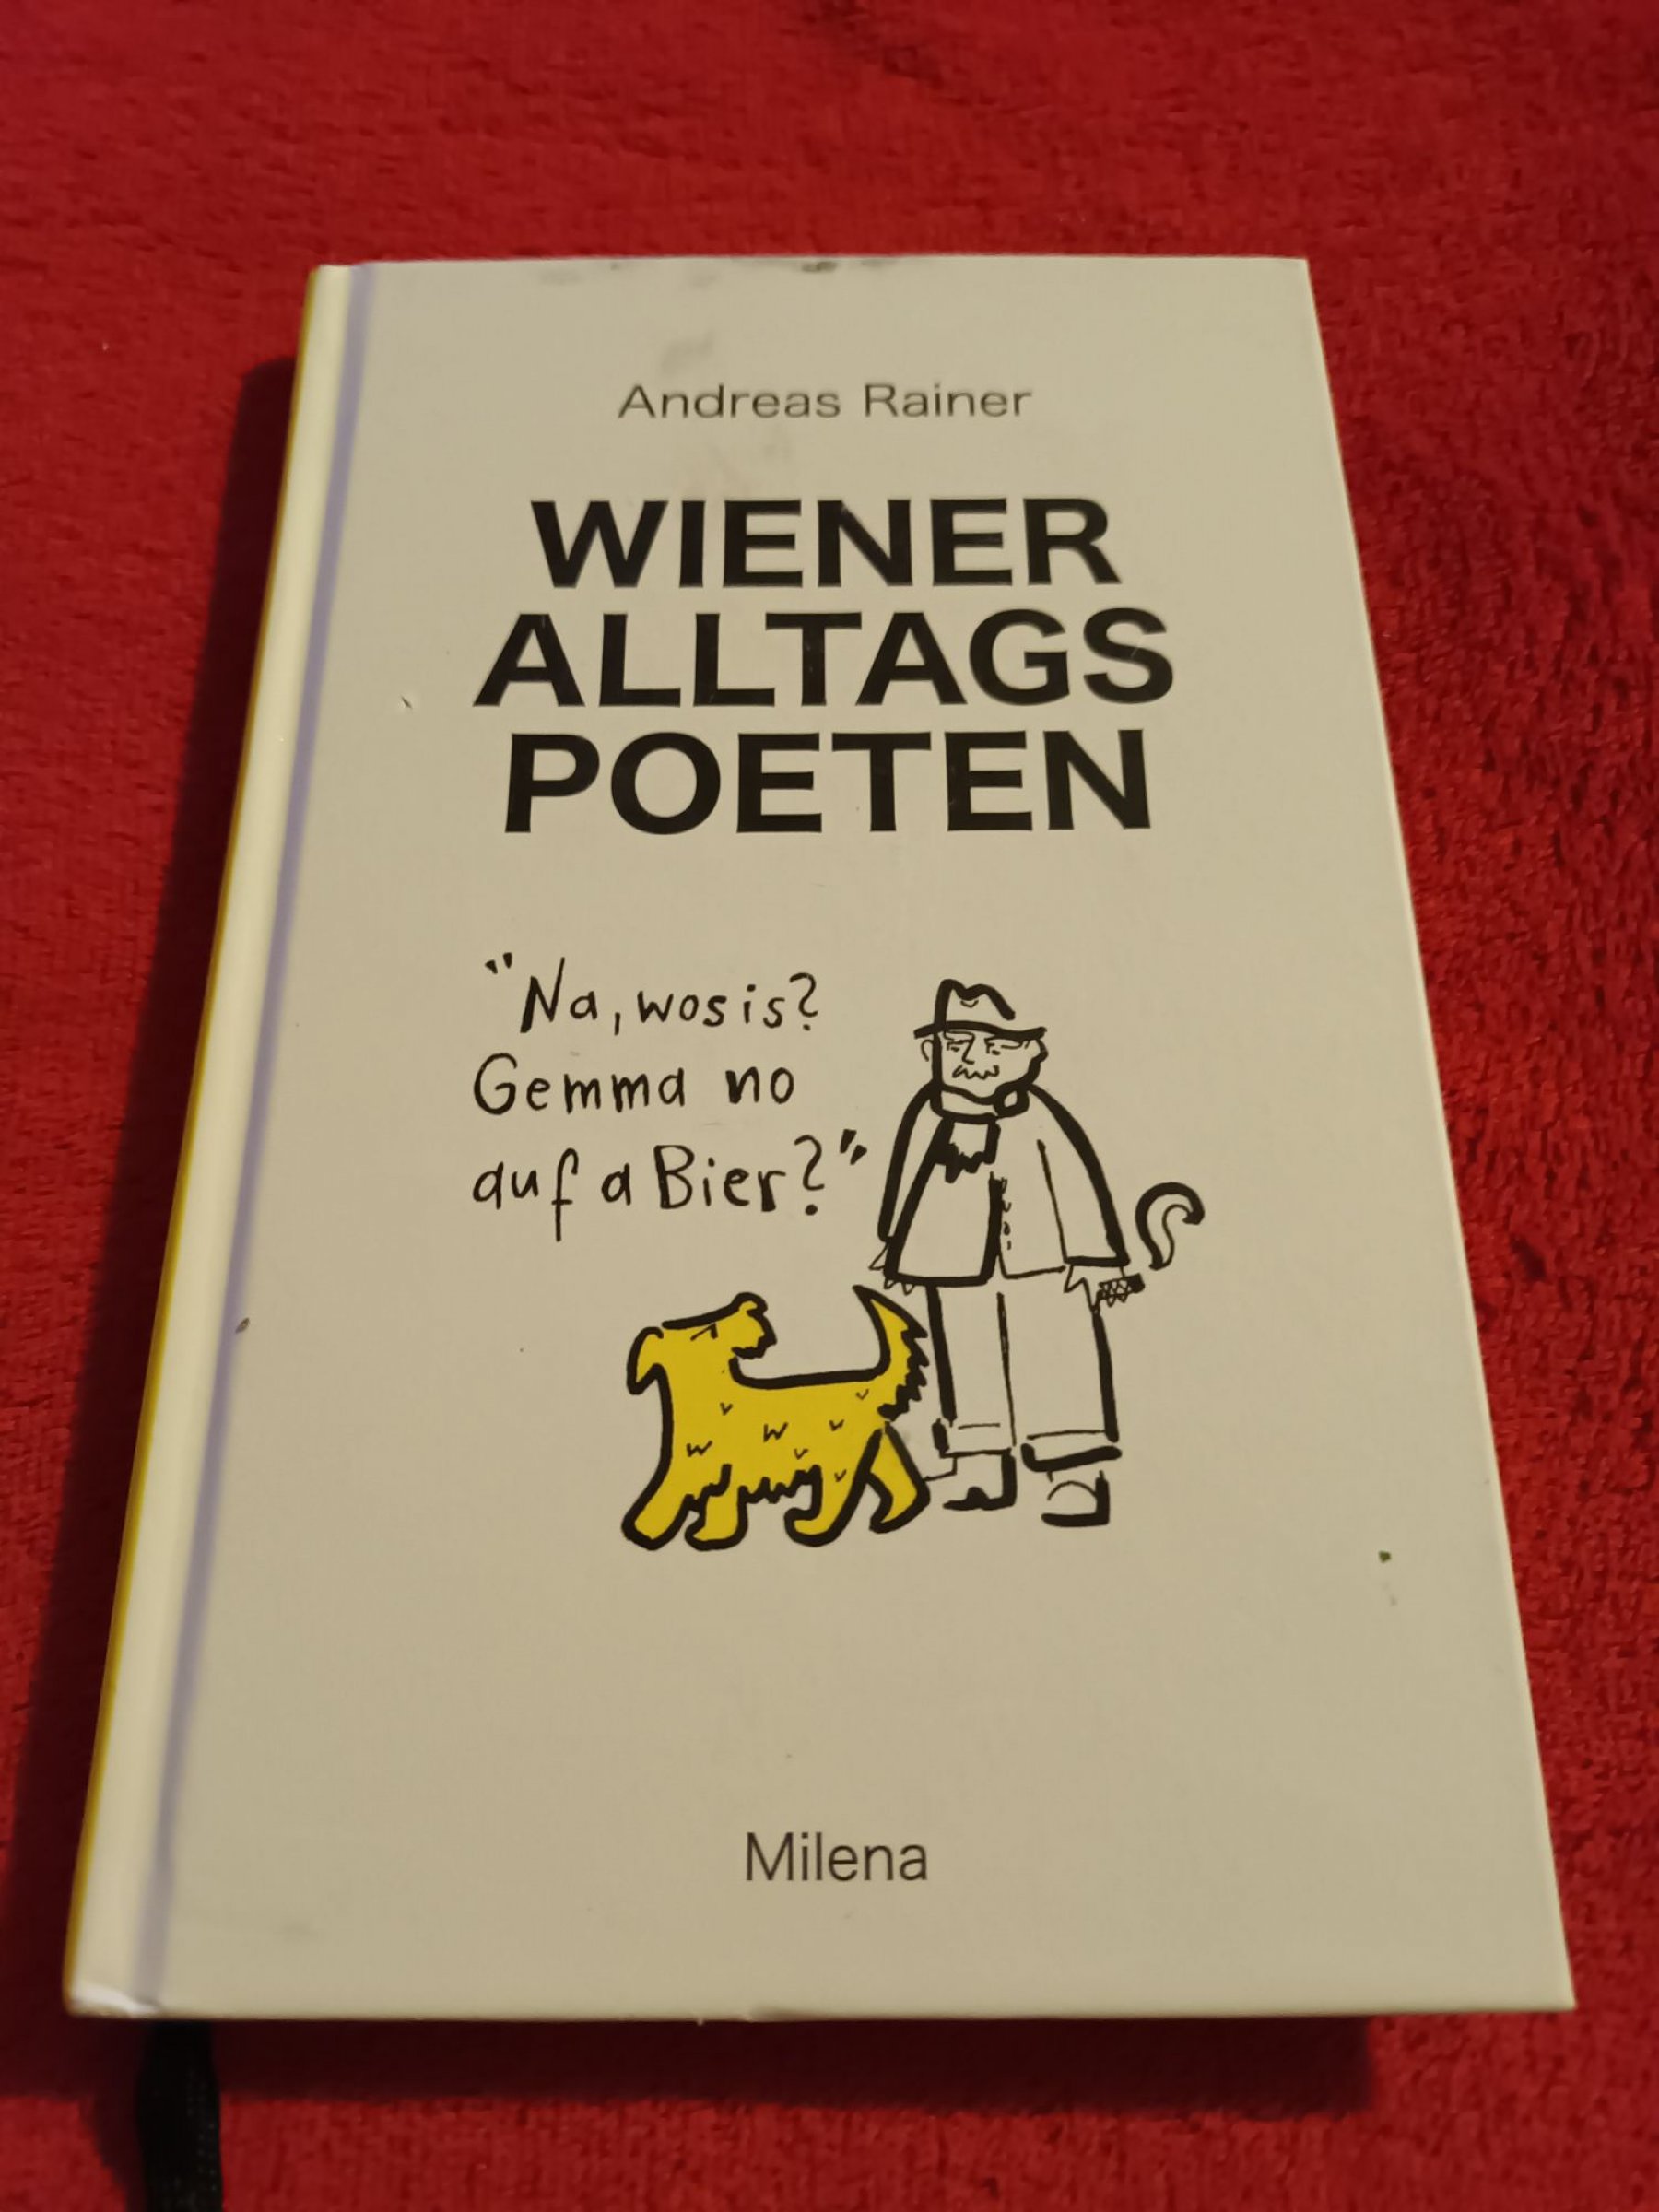 Andreas Rainer
WIENER
ALLTAGS
POETEN
"Na, wos is?
Gemma no
auf a Bier?"
Milena